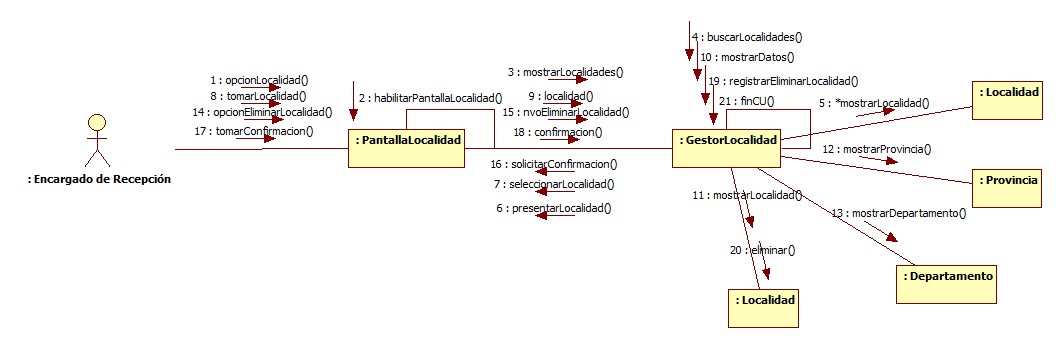 4 : buscarLocalidades()
10 : mostrarDatos()
19 : registrarEliminarLocalidad()
21 : finCU()
1 : opcionLocalidad()
8 : tomarLocalidad()
14 : opcionEliminarLocalidad()
17 : tomarConfirmacion()
2 : habilitarPantallaLocalidad()
3 : mostrarLocalidades()
9 : localidad()
15 : nvoEliminarLocalidad()
18 : confirmacion()
5 : *mostrarLocalidad()
: Localidad
: PantallaLocalidad
: GestorLocalidad
12 : mostrarProvincia()
: Encargado de Recepción
16 : solicitarConfirmacion()
7 : seleccionarLocalidad()
6 : presentarLocalidad()
: Provincia
11 : mostrarLocalidad()
13 : mostrarDepartamento()
20 : eliminar()
: Departamento
: Localidad